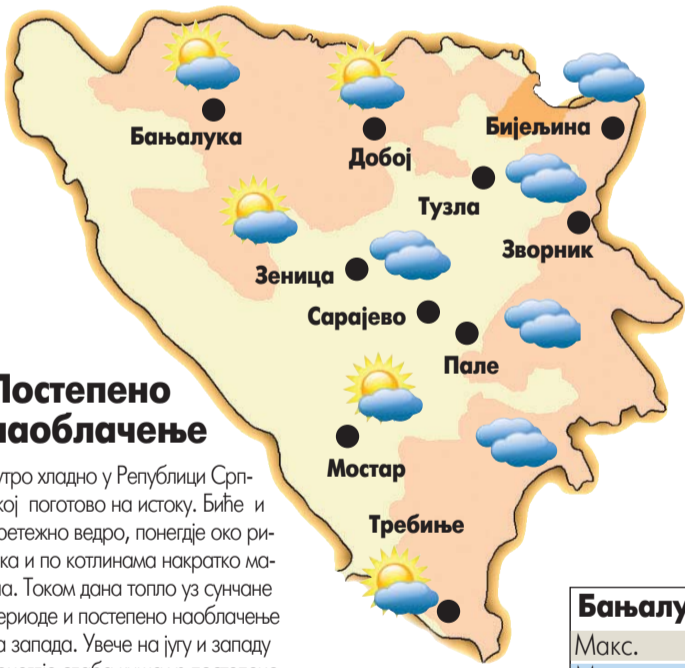 Бањалука
Добој
Бијељина
Тузла
Зворник
Зеница
Сарајево
Пале
Мостар
Требиње
Постепено
наоблачење
утро хладно у Републици Срп-
кој поготово на истоку. Биће и
ретежно ведро, понегдје око ри-
ка и по котлинама накратко ма-
на. Током дана топло уз сунчане
ериоде и постепено наоблачење
а запада. Увече на југу и западу
Бањалу
Макс.